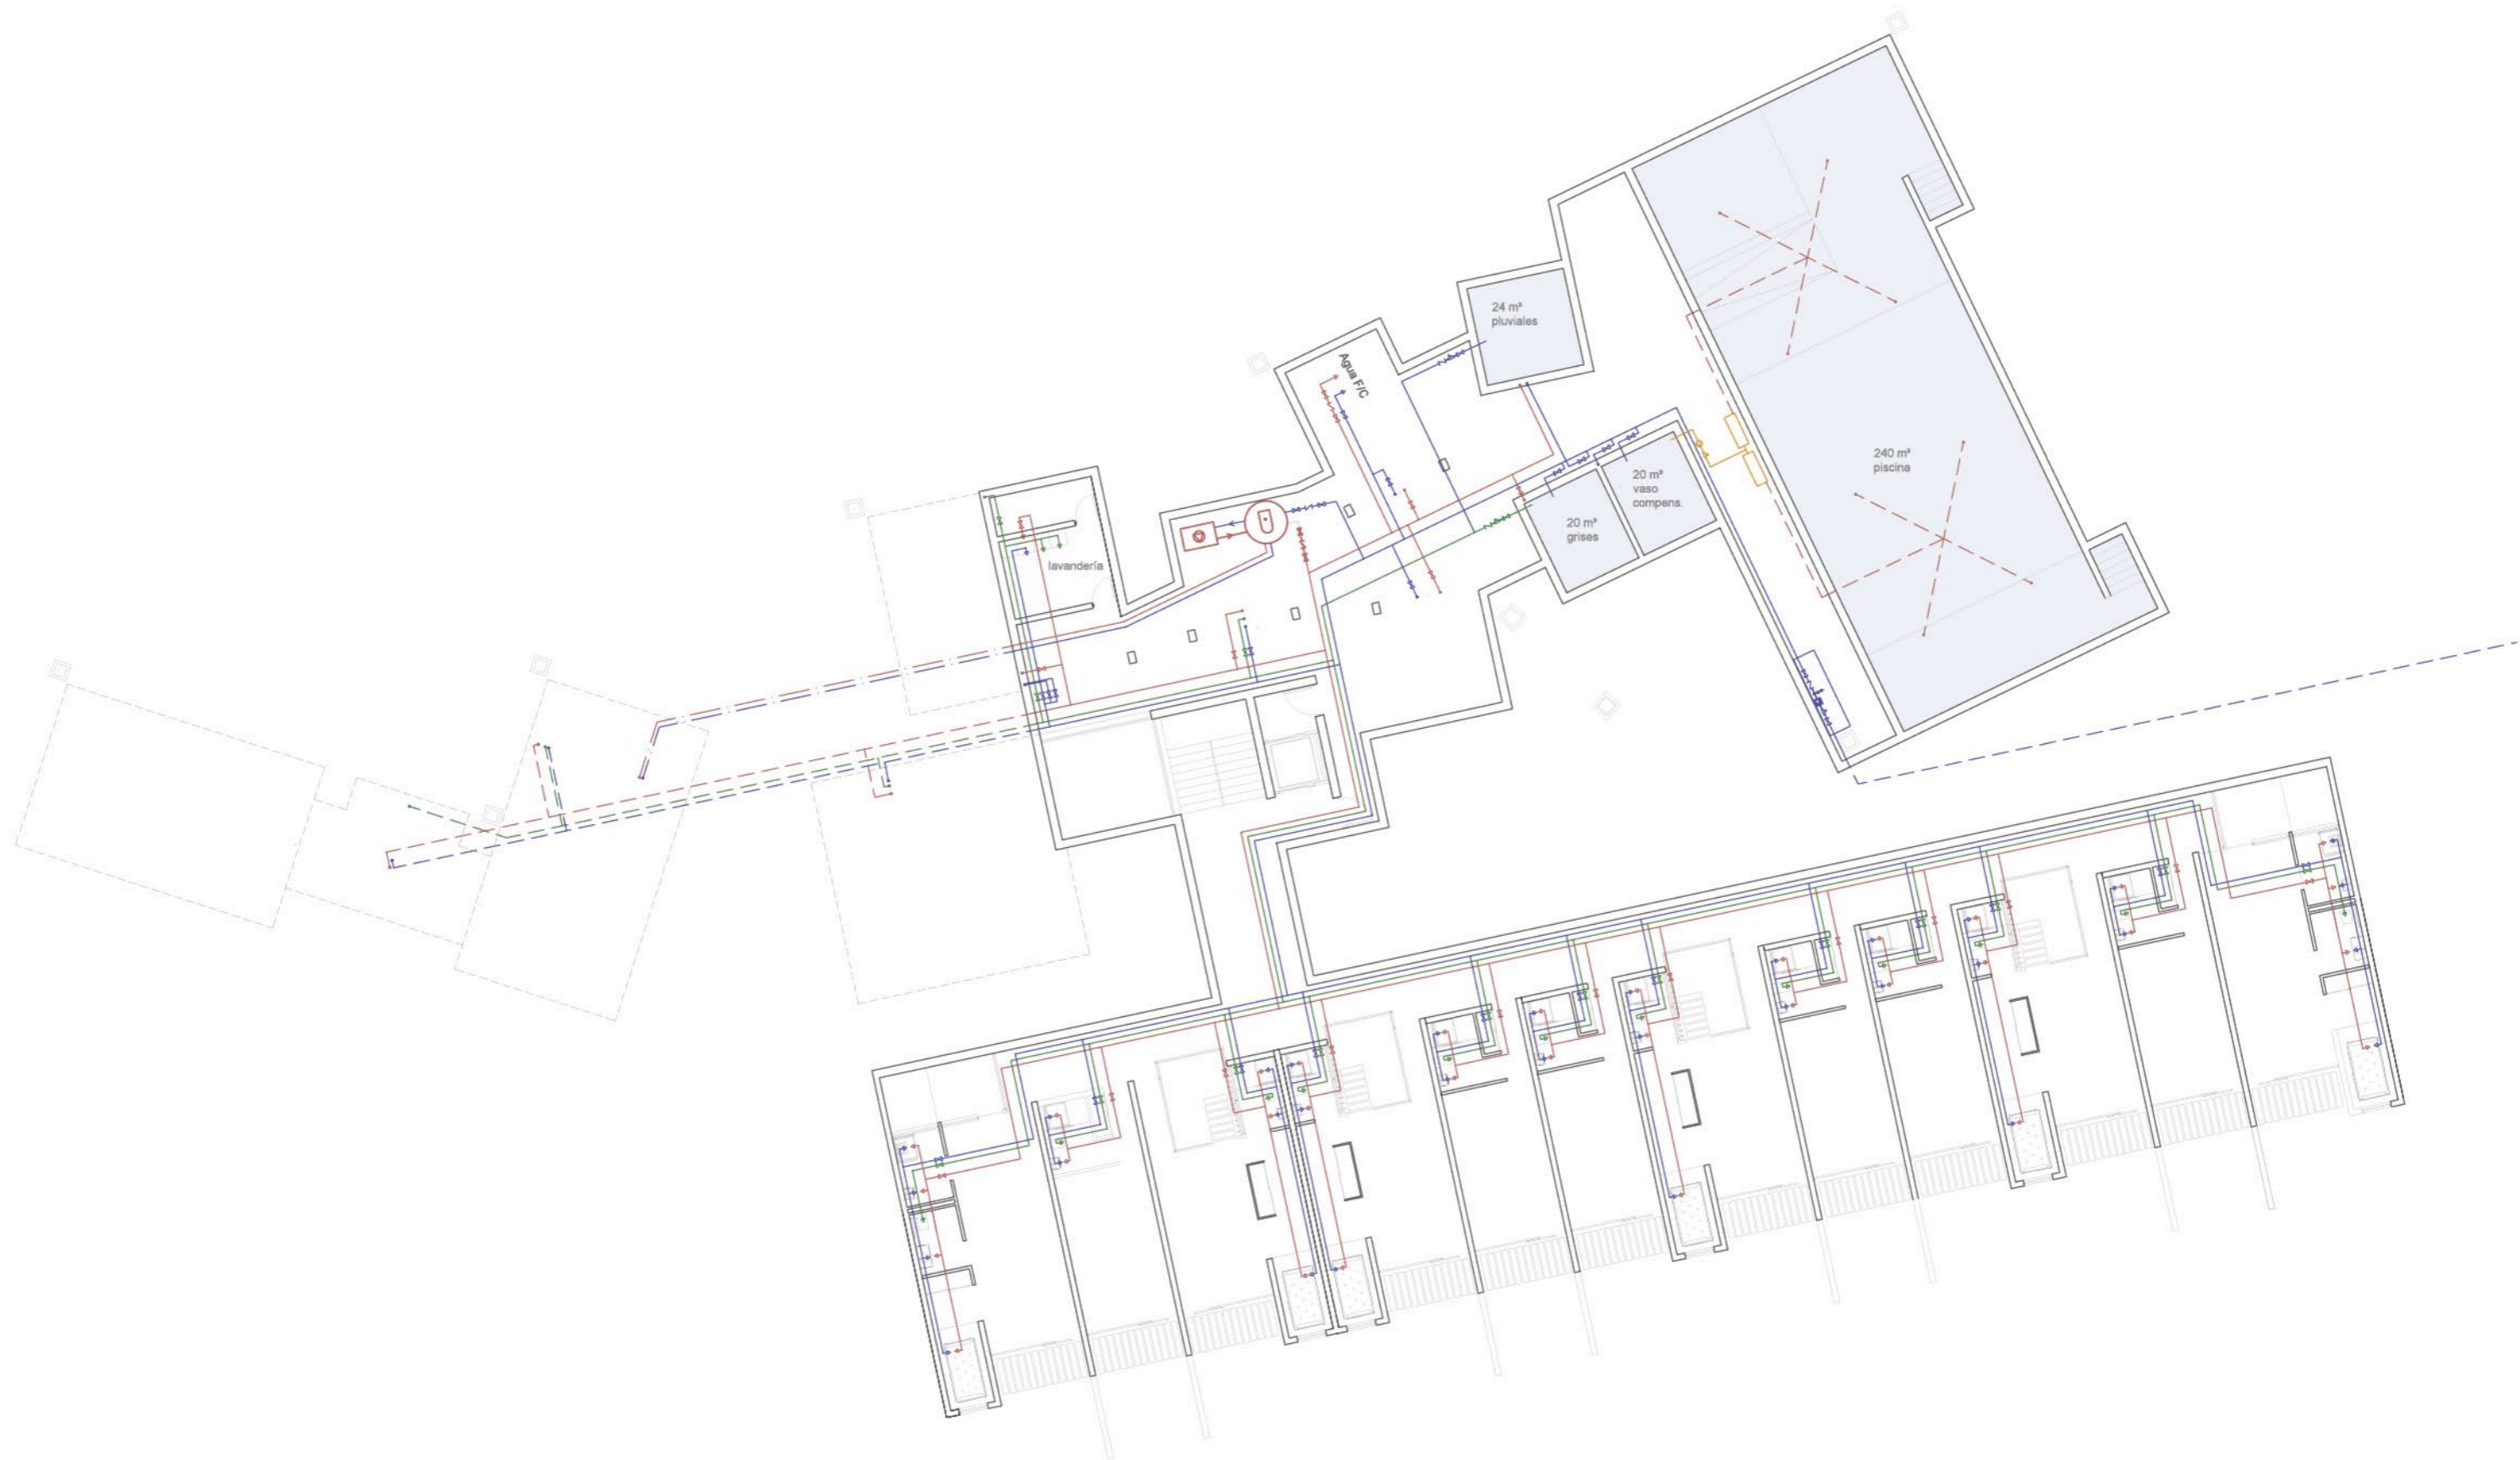 24 m³
pluviales
Agua F/C
240 m³
piscina
20 m³
vaso
compens.
20 m³
grises
lavandería